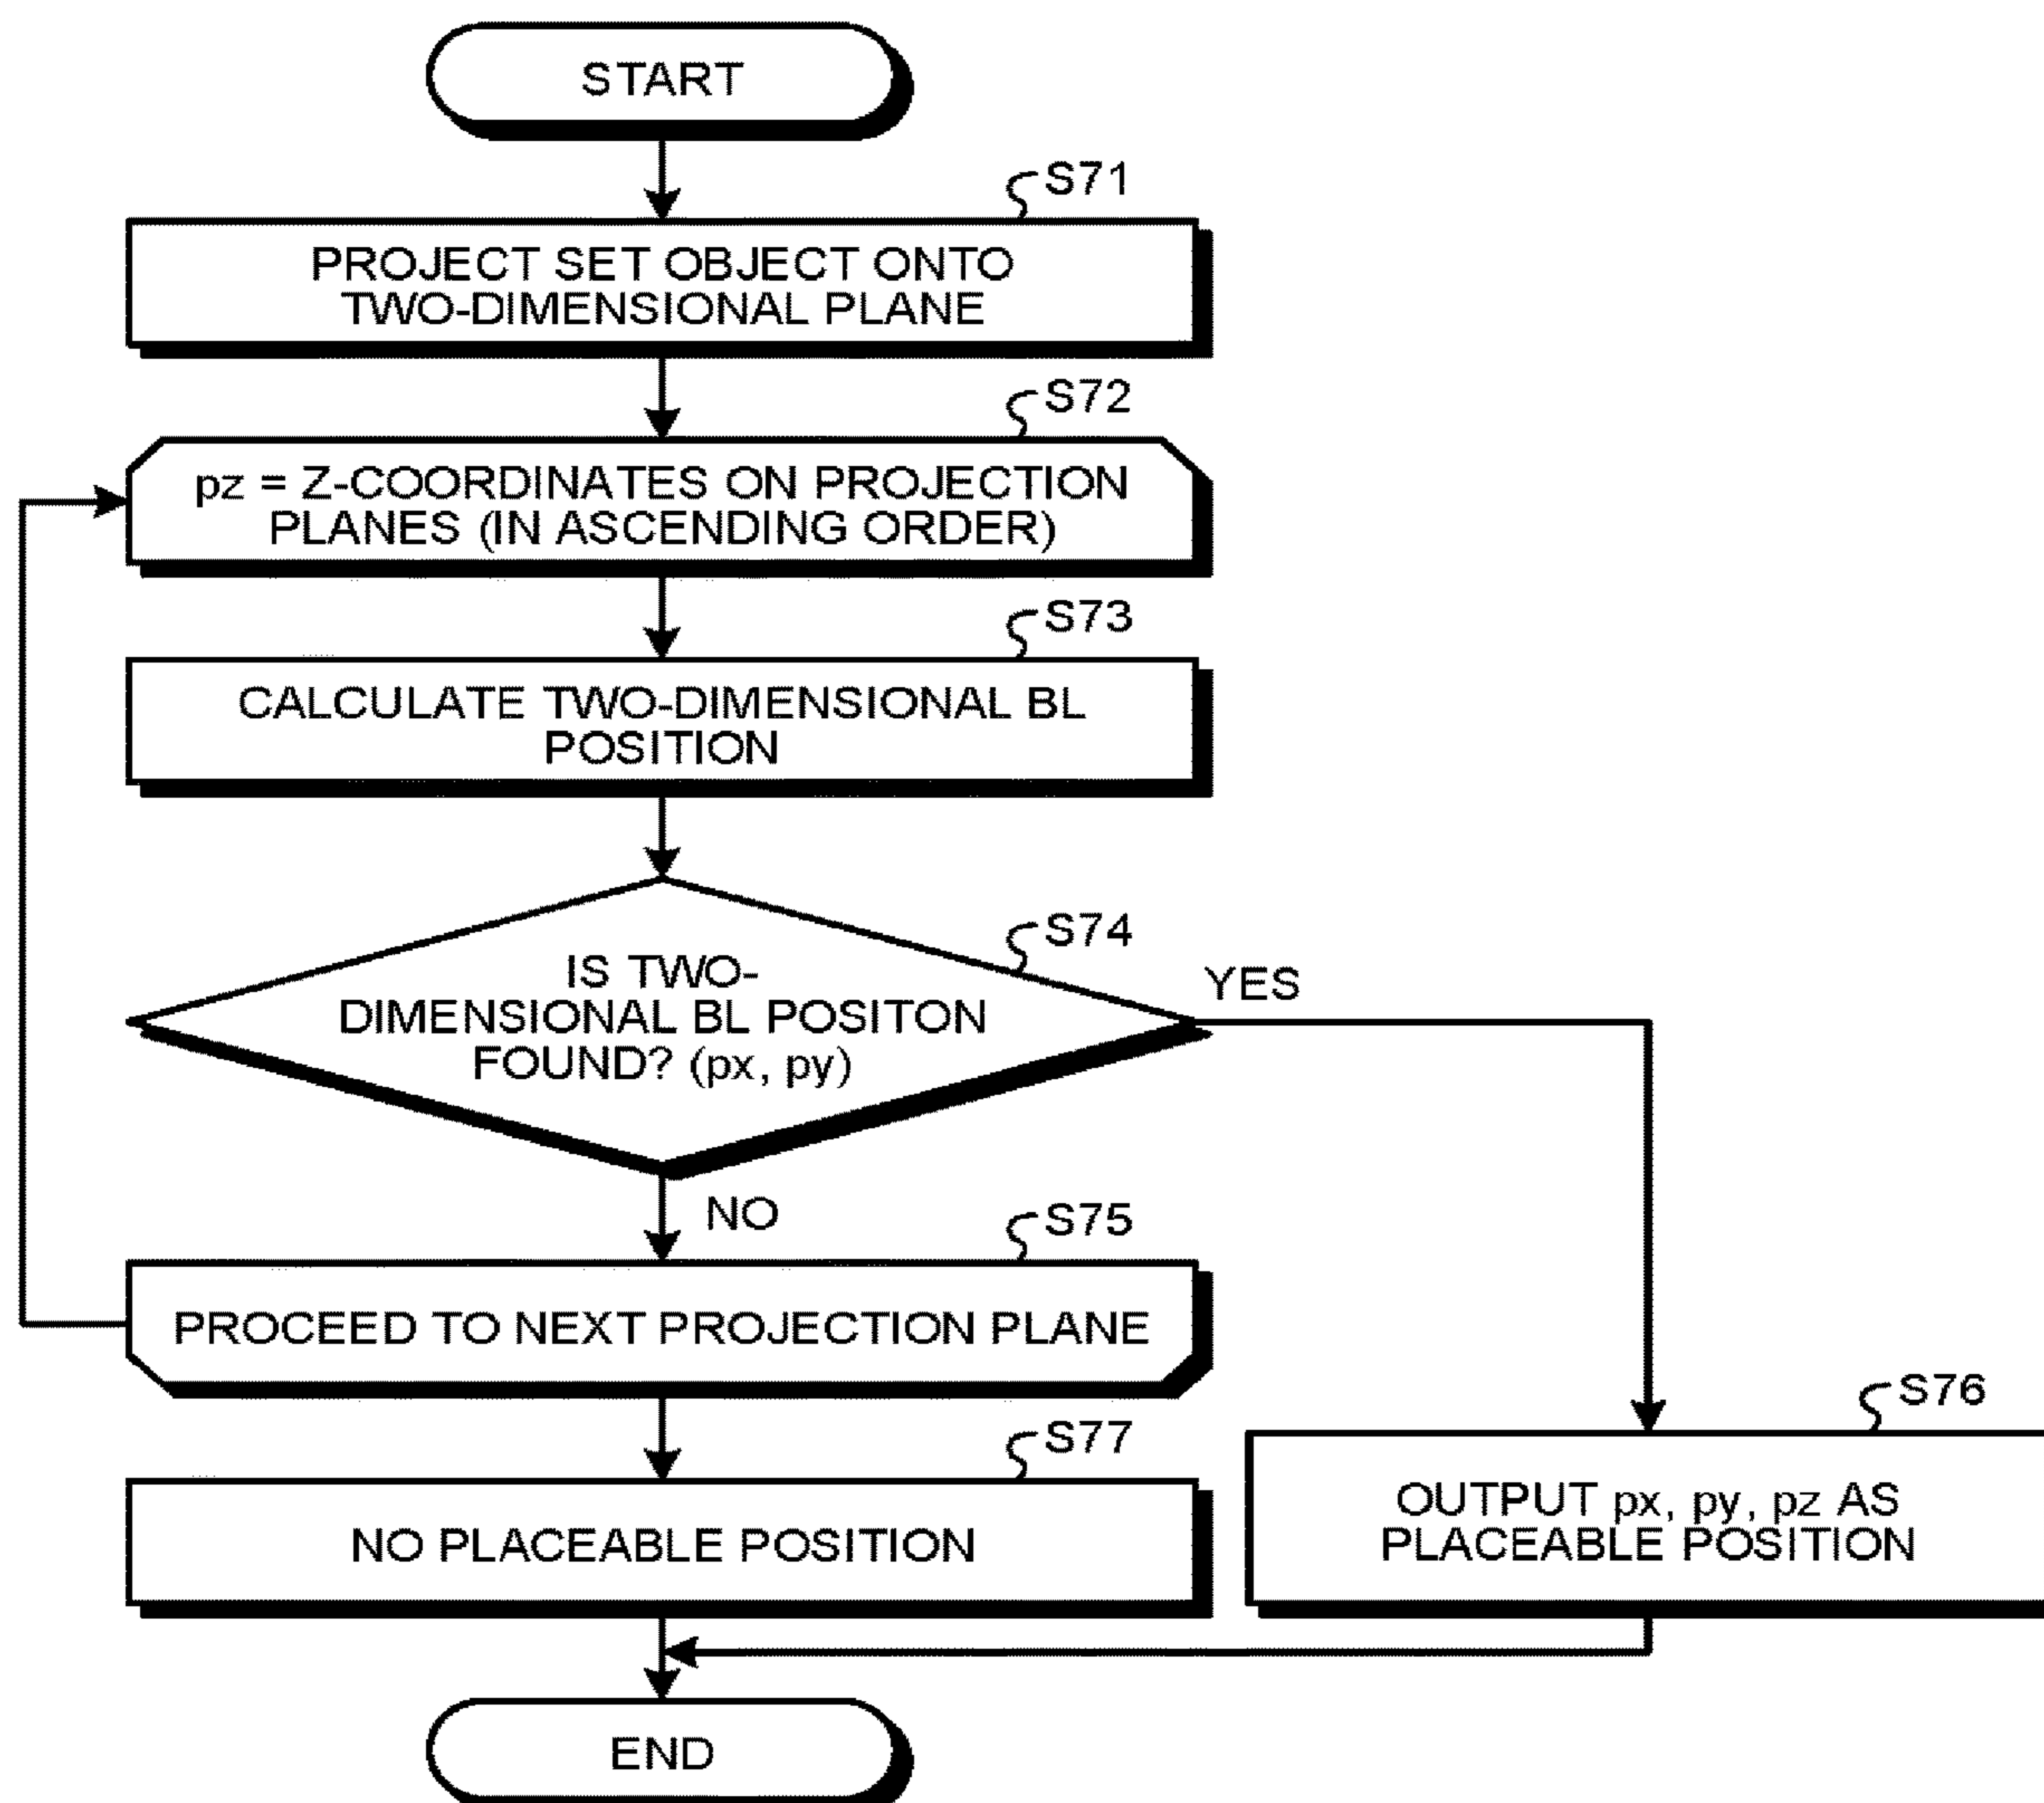 START
S71
PROJECT SET OBJECT ONTO
TWO-DIMENSIONAL PLANE
S72
pz = Z-COORDINATES ON PROJECTION
PLANES (IN ASCENDING ORDER)
S73
CALCULATE TWO-DIMENSIONAL BL
POSITION
S74
IS TWO-
DIMENSIONAL BL POSITON
FOUND? (px, py)
YES
NO
S75
PROCEED TO NEXT PROJECTION PLANE
S76
OUTPUT px, py, pz AS
PLACEABLE POSITION
S77
NO PLACEABLE POSITION
END